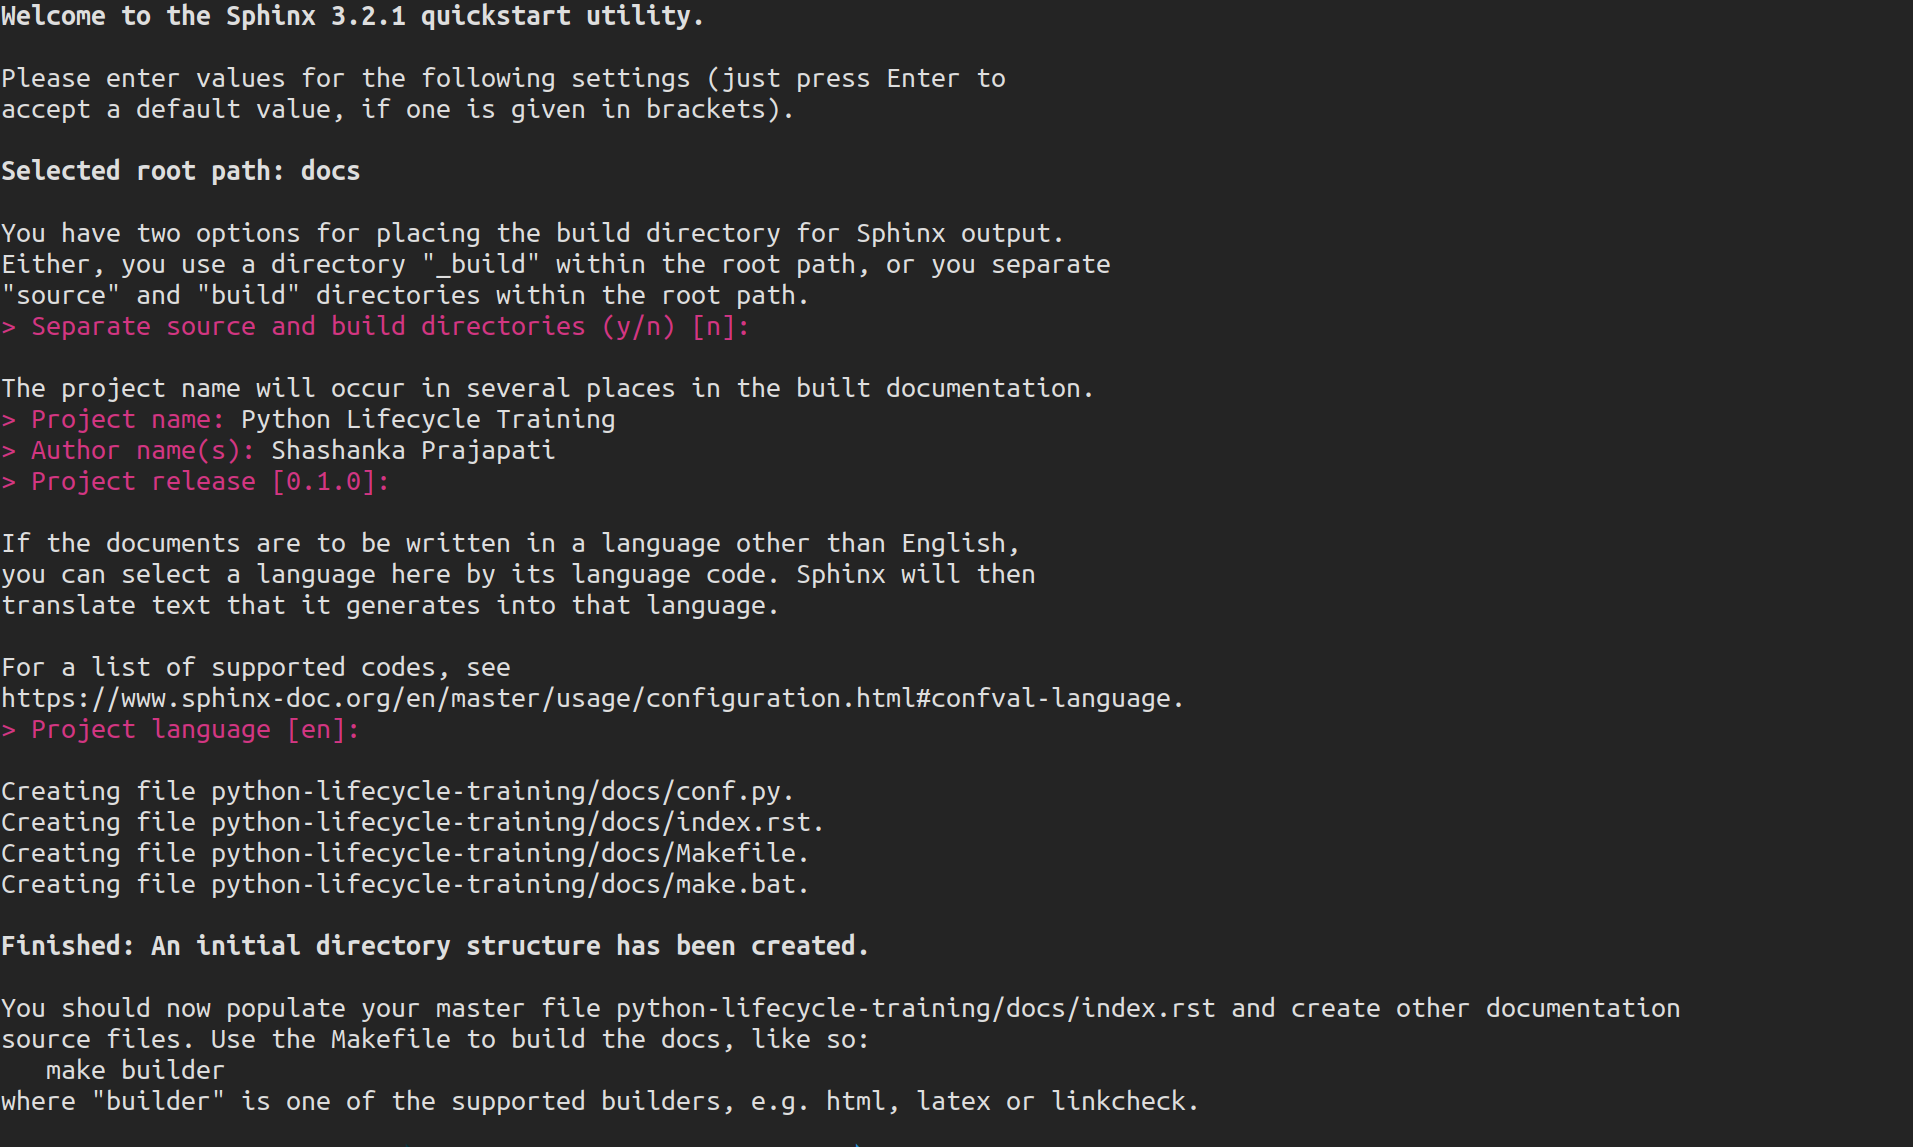 Welcome to the Sphinx 3.2.1 quickstart utility.
Please enter values for the following settings (just press Enter to
accept a default value, if one is given in brackets).
Selected root path: docs
You have two options for placing the build directory for Sphinx output.
Either, you use a directory "_build" within the root path, or you separate
"source" and "build" directories within the root path.
> Separate source and build directories (y/n) [n]:
The project name will occur in several places in the built documentation.
> Project name: Python Lifecycle Training
> Author name(s): Shashanka Prajapati
> Project release [0.1.0]:
If the documents are to be written in a language other than English,
you can select a language here by its language code. Sphinx will then
translate text that it generates into that language.
For a list of supported codes, see
https://www.sphinx-doc.org/en/master/usage/configuration.html#confval-language.
> Project language [en]:
Creating file python-lifecycle-training/docs/conf.py.
Creating file python-lifecycle-training/docs/index.rst.
Creating file python-lifecycle-training/docs/Makefile.
Creating file python-lifecycle-training/docs/make.bat.
Finished: An initial directory structure has been created.
You should now populate your master file python-lifecycle-training/docs/index.rst and create other documentation
source files. Use the Makefile to build the docs, like so:
   make builder
where "builder" is one of the supported builders, e.g. html, latex or linkcheck.